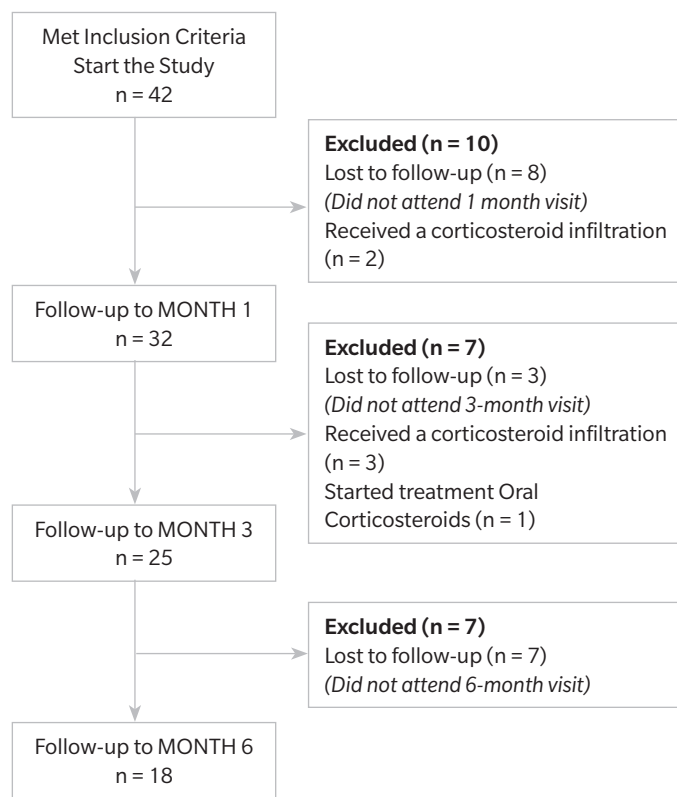 Met Inclusion Criteria
Start the Study
n = 42
Excluded (n = 10)
Lost to follow-up (n = 8)
(Did not attend 1 month visit)
Received a corticosteroid infiltration
(n = 2)
Follow-up to MONTH 1
n = 32
Excluded (n = 7)
Lost to follow-up (n = 3)
(Did not attend 3-month visit)
Received a corticosteroid infiltration
(n = 3)
Started treatment Oral
Corticosteroids (n = 1)
Follow-up to MONTH 3
n = 25
Excluded (n = 7)
Lost to follow-up (n = 7)
(Did not attend 6-month visit)
Follow-up to MONTH 6
n = 18